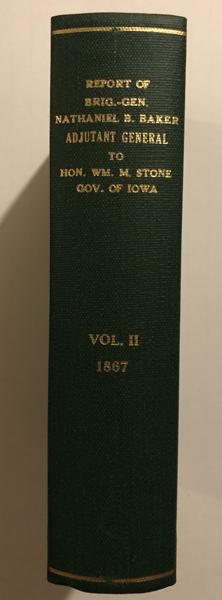 REPORT OF
BRIG.-GEN.
NATHANIEL B. BAKER
ADJUTANT GENERAL
TO
HON. WM. M. STONE
GOV. OF IOWA
VOL. II
1867